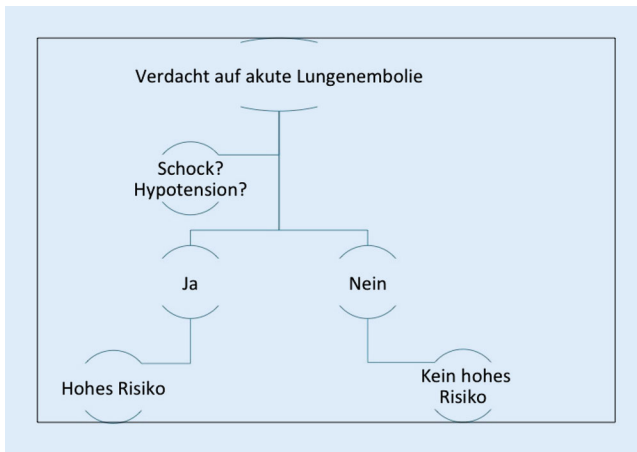 Verdacht auf akute Lungenembolie
Schock?
Hypotension?
Ja
Nein
Hohes Risiko
Kein hohes
Risiko